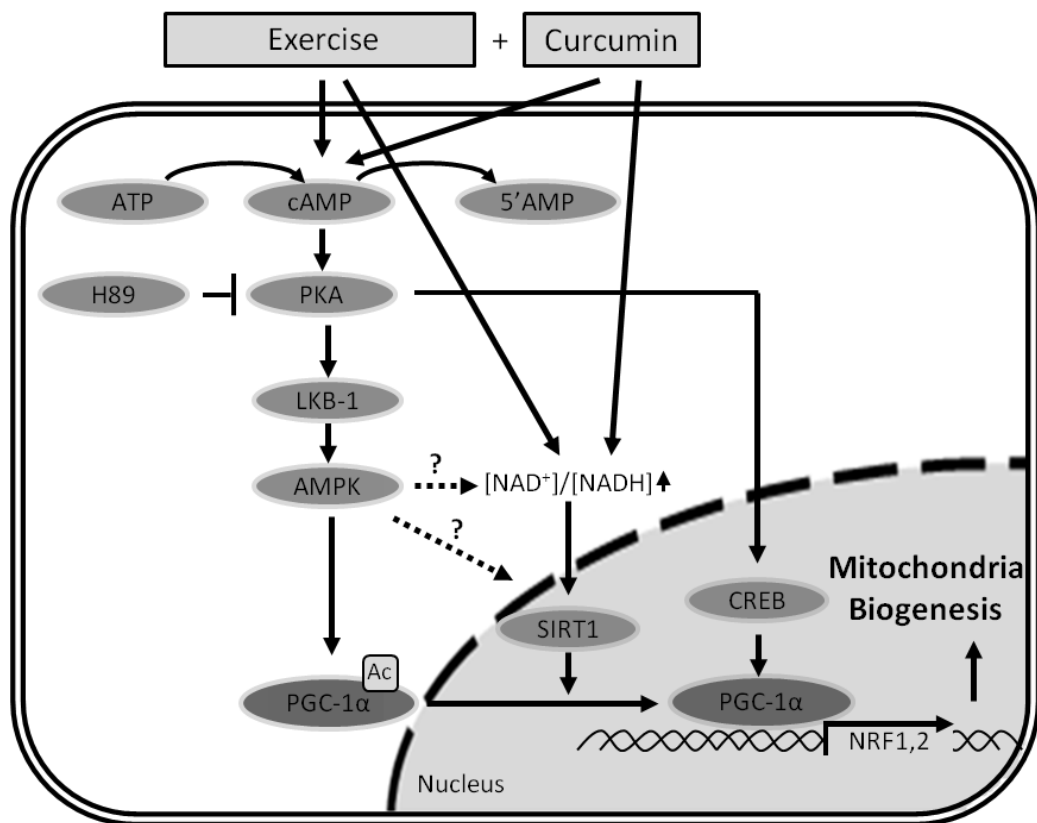 Exercise + Curcumin
ATP cAMP 5’AMP
H89 PKA
LKB-1
?
AMPK [NAD⁺]/[NADH]
?
Mitochondria
Biogenesis
CREB
SIRT1
Ac
PGC-1α PGC-1α
NRF1,2
Nucleus